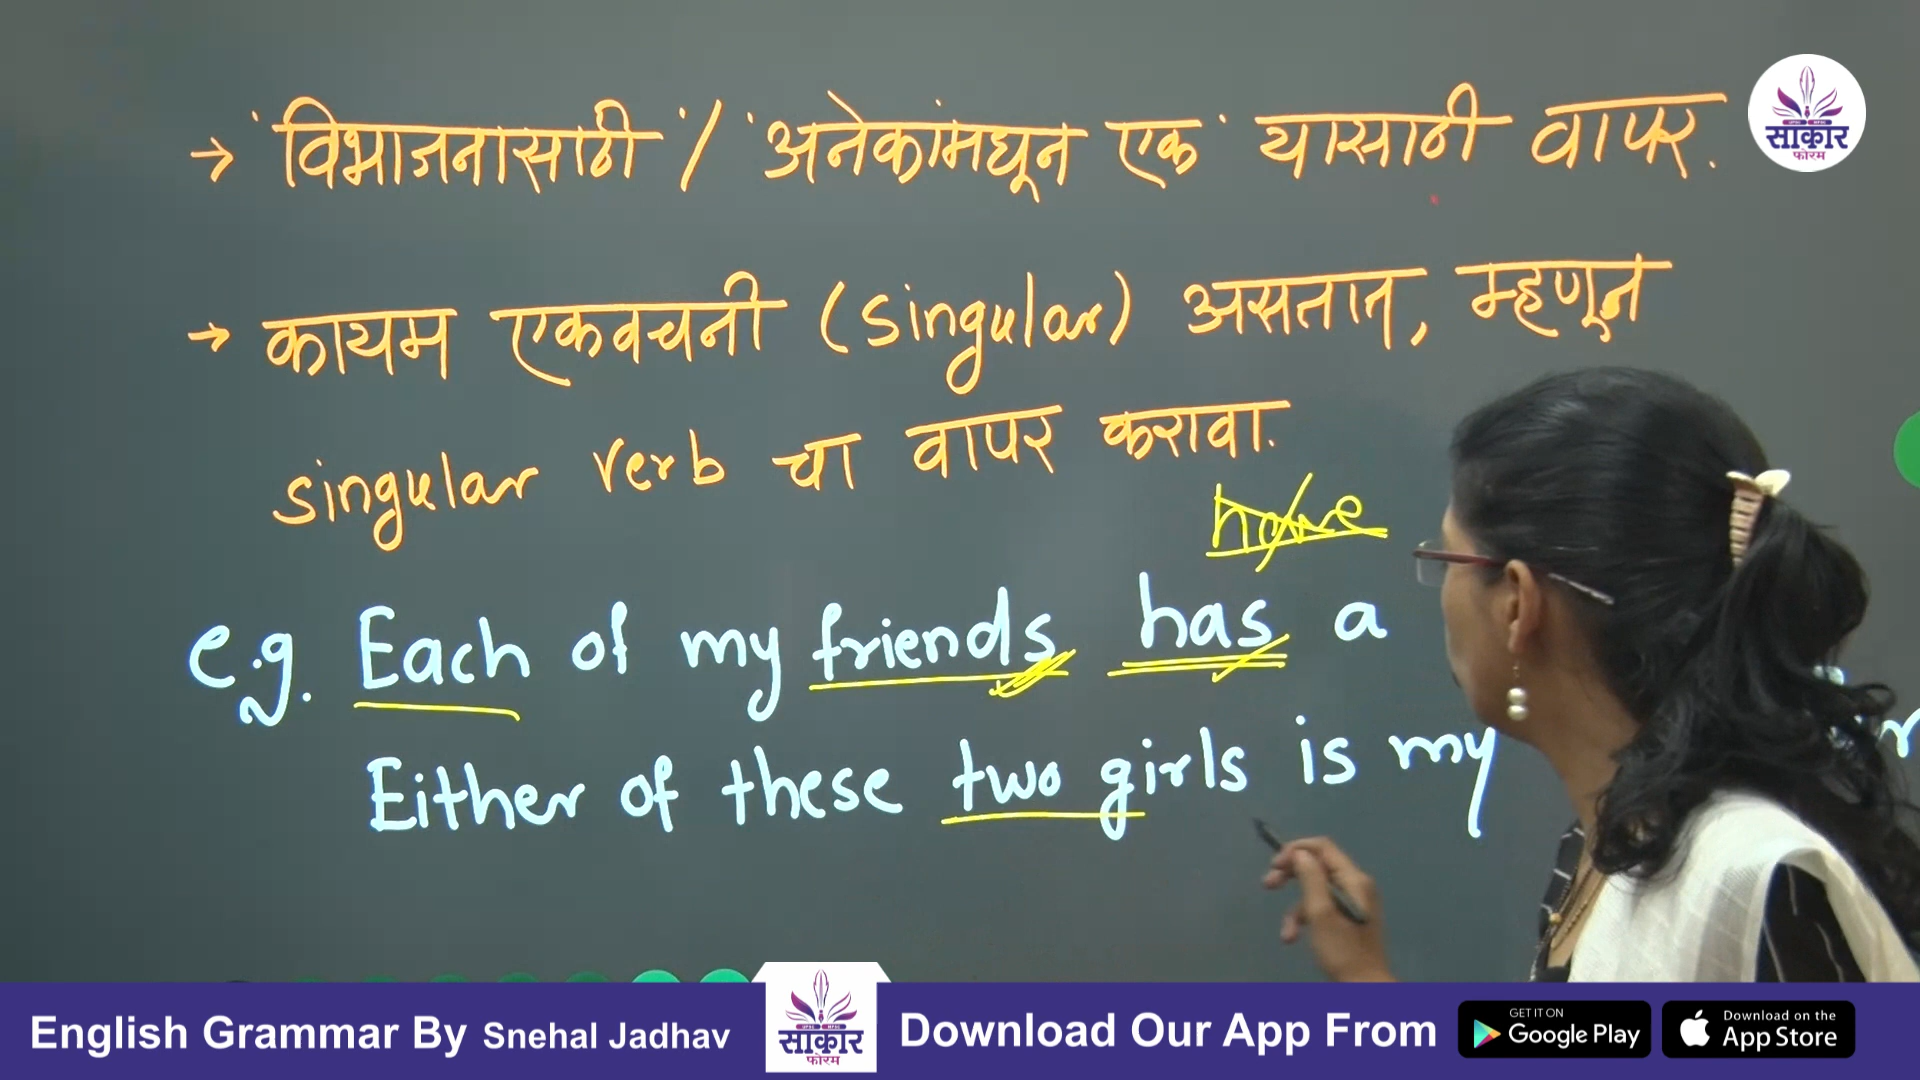 → 'विभाजनासाठी' / 'अनेकांमधून एक' यासाठी वापर.
→ कायम एकवचनी (singular) असतात, म्हणून
singular verb चा वापर करावा.
have
e.g. Each of my friends has a
Either of these two girls is my
साकार
फोरम
English Grammar By Snehal Jadhav
साकार
फोरम
Download Our App From
GET IT ON
Google Play
Download on the
App Store